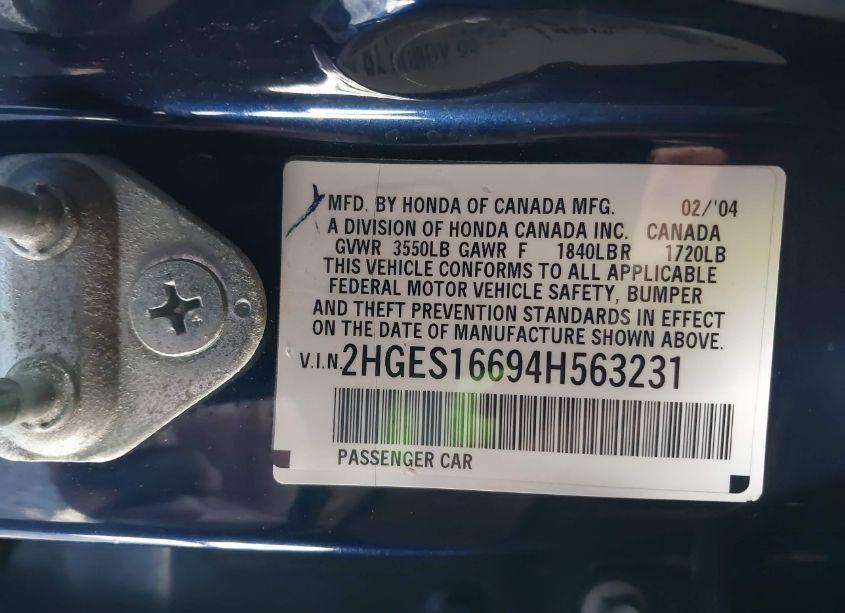 MFD. BY HONDA OF CANADA MFG. 02/'04
A DIVISION OF HONDA CANADA INC. CANADA
GVWR 3550LB GAWR F 1840LBR 1720LB
THIS VEHICLE CONFORMS TO ALL APPLICABLE
FEDERAL MOTOR VEHICLE SAFETY, BUMPER
AND THEFT PREVENTION STANDARDS IN EFFECT
ON THE DATE OF MANUFACTURE SHOWN ABOVE.
V.I.N. 2HGES16694H563231
PASSENGER CAR